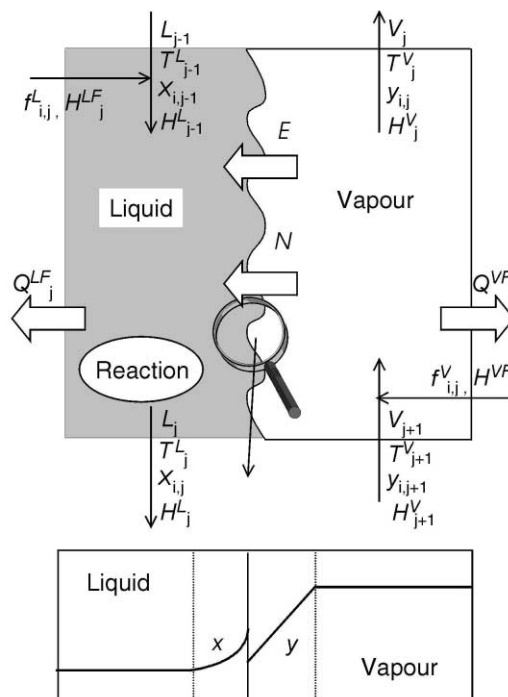 L_{j-1}
T^L_{j-1}
x_{i,j-1}
H^L_{j-1}
f^L_{i,j}, H^{LF}_j
V_j
T^V_j
y_{i,j}
H^V_j
E
Liquid
Vapour
N
Q^{LF}_j
Q^{VF}
Reaction
f^V_{i,j}, H^{VF}
L_j
T^L_j
x_{i,j}
H^L_j
V_{j+1}
T^V_{j+1}
y_{i,j+1}
H^V_{j+1}
Liquid
x
y
Vapour